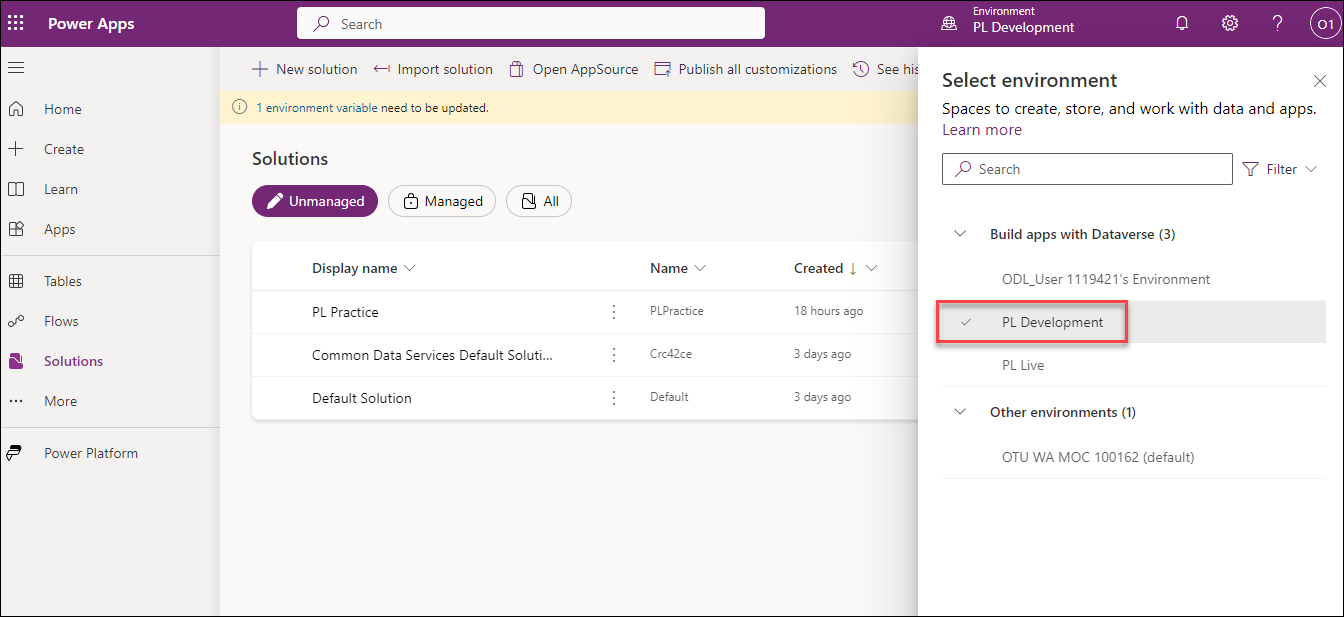 Power Apps
Search
Environment
PL Development
?
O1
Home
Create
Learn
Apps
Tables
Flows
Solutions
More
Power Platform
New solution
Import solution
Open AppSource
Publish all customizations
See his
1 environment variable need to be updated.
Solutions
Unmanaged
Managed
All
Display name
Name
Created
PL Practice
PLPractice
18 hours ago
Common Data Services Default Soluti...
Crc42ce
3 days ago
Default Solution
Default
3 days ago
Select environment
Spaces to create, store, and work with data and apps.
Learn more
Search
Filter
Build apps with Dataverse (3)
ODL_User 1119421's Environment
PL Development
PL Live
Other environments (1)
OTU WA MOC 100162 (default)